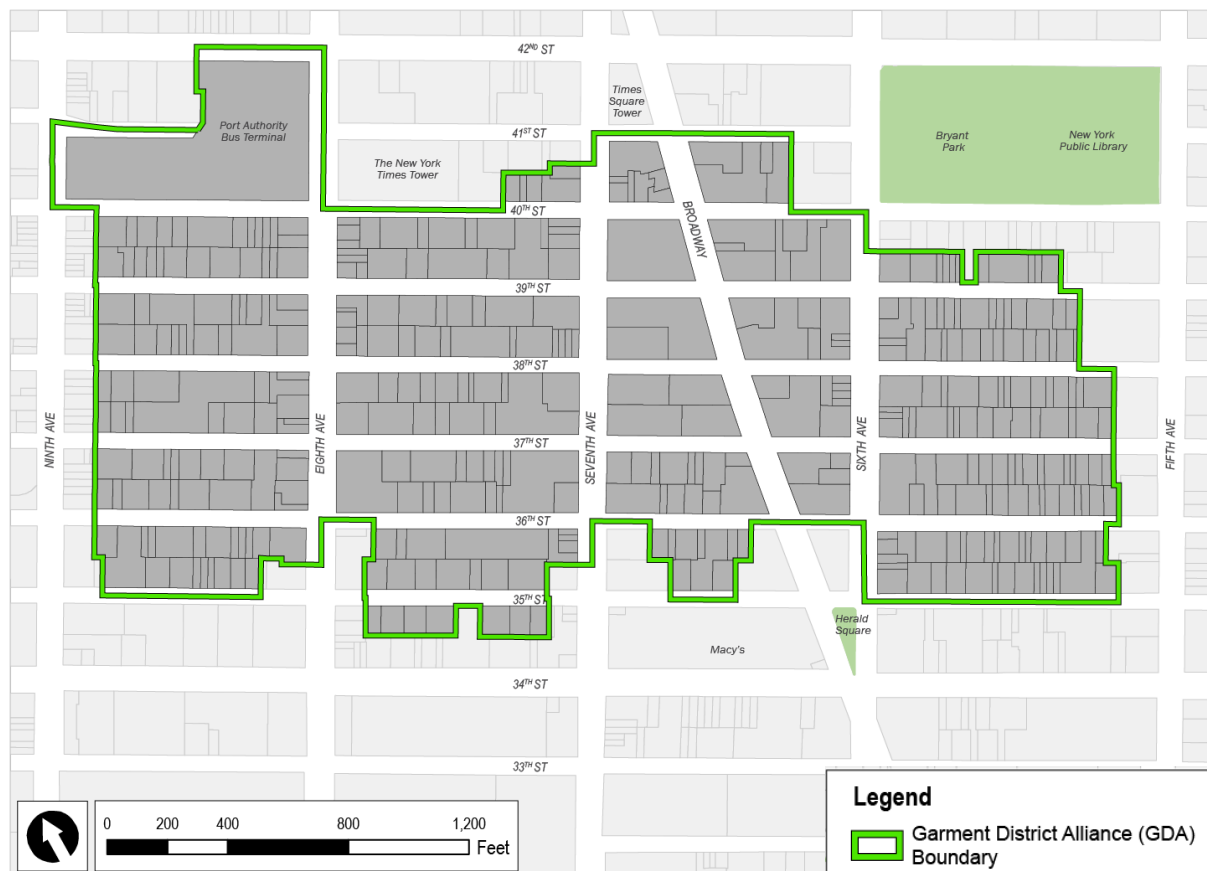 42ND ST
Times
Square
Tower
Port Authority
Bus Terminal
41ST ST
Bryant
Park
New York
Public Library
The New York
Times Tower
40TH ST
BROADWAY
39TH ST
38TH ST
NINTH AVE
EIGHTH AVE
SEVENTH AVE
SIXTH AVE
FIFTH AVE
37TH ST
36TH ST
35TH ST
Herald
Square
Macy's
34TH ST
33TH ST
0 200 400 800 1,200
Feet
Legend
Garment District Alliance (GDA)
Boundary